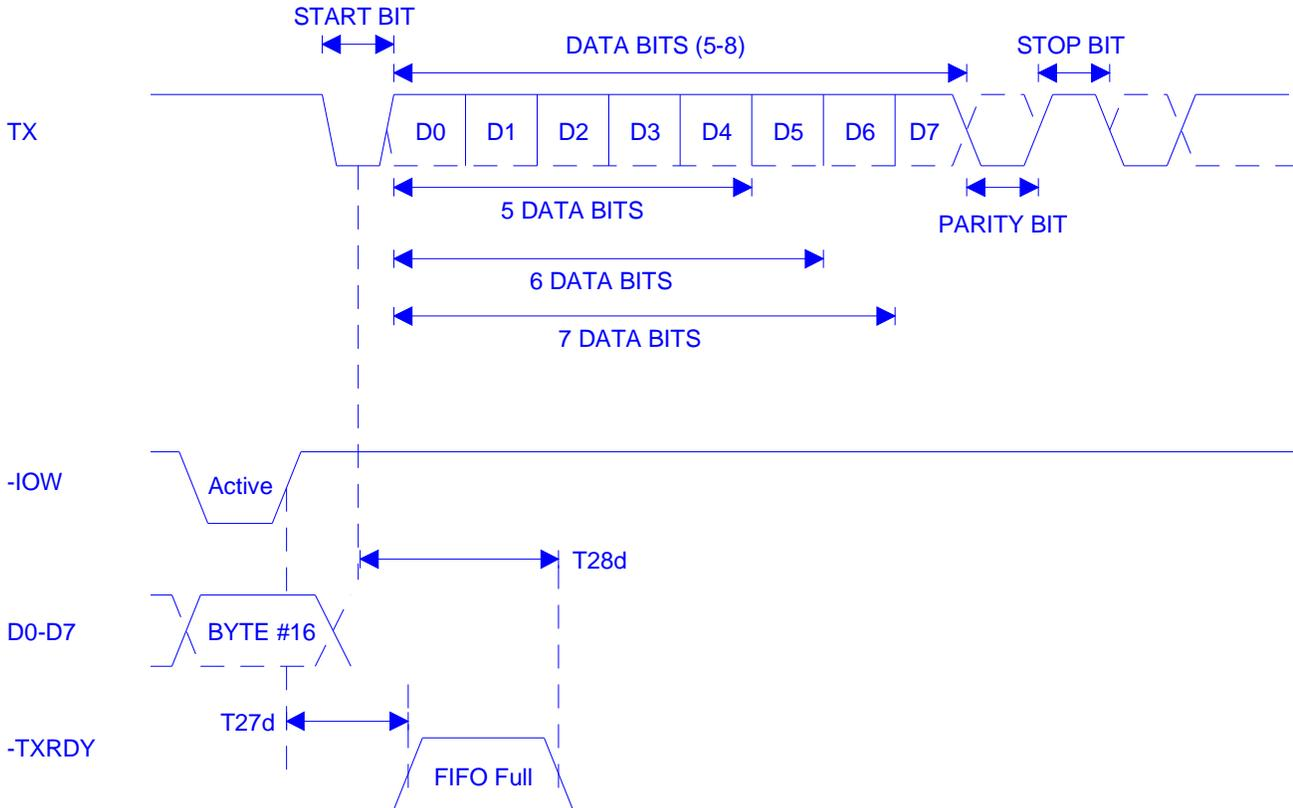 START BIT
DATA BITS (5-8)
STOP BIT
TX
D0 D1 D2 D3 D4 D5 D6 D7
5 DATA BITS
PARITY BIT
6 DATA BITS
7 DATA BITS
-IOW
Active
T28d
D0-D7
BYTE #16
T27d
-TXRDY
FIFO Full